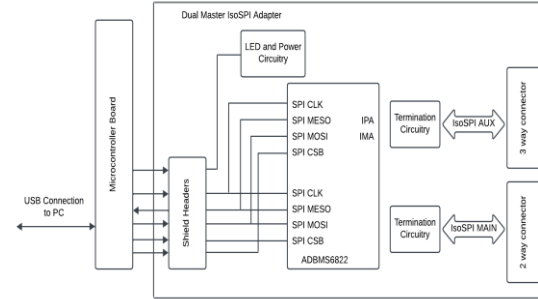 Dual Master IsoSPI Adapter
LED and Power
Circuitry
Microcontroller Board
SPI CLK
SPI MESO
SPI MOSI
SPI CSB
IPA
IMA
Termination
Circuitry
IsoSPI AUX
3 way connector
Shield Headers
USB Connection
to PC
SPI CLK
SPI MESO
SPI MOSI
SPI CSB
ADBMS6822
Termination
Circuitry
IsoSPI MAIN
2 way connector